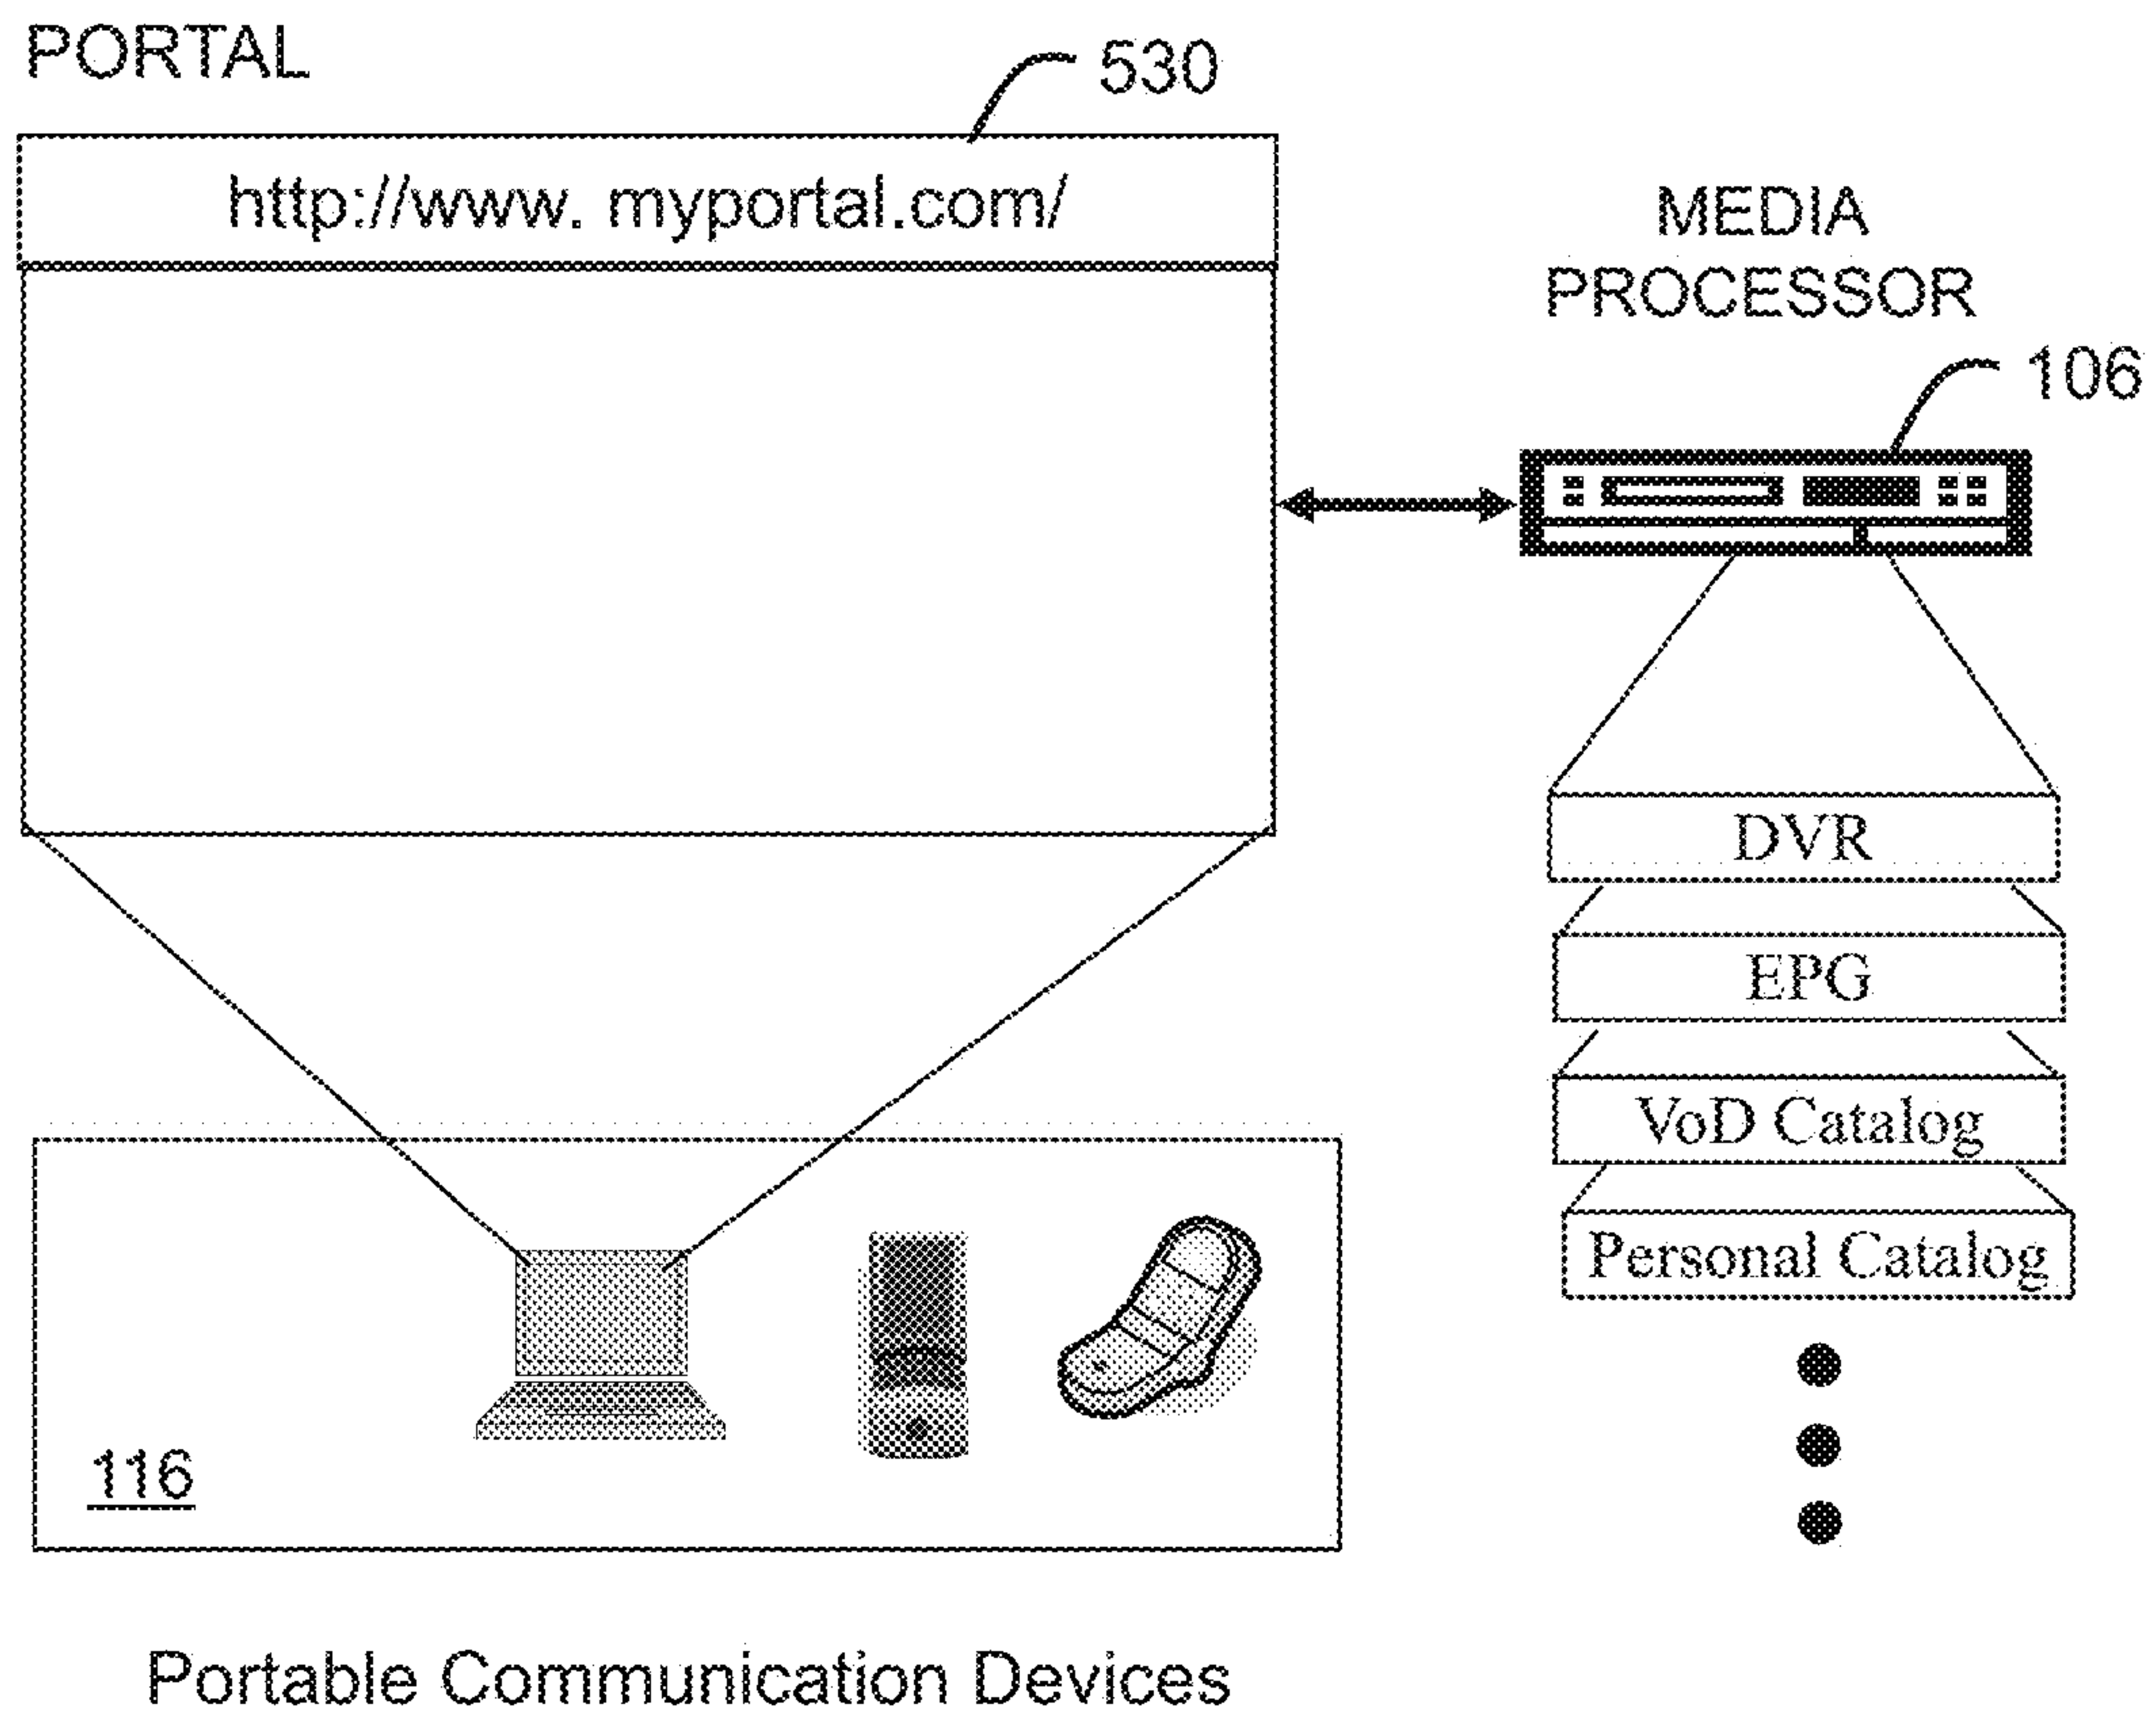 PORTAL
530
http://www. myportal.com/
MEDIA
PROCESSOR
106
DVR
EPG
VoD Catalog
Personal Catalog
116
Portable Communication Devices